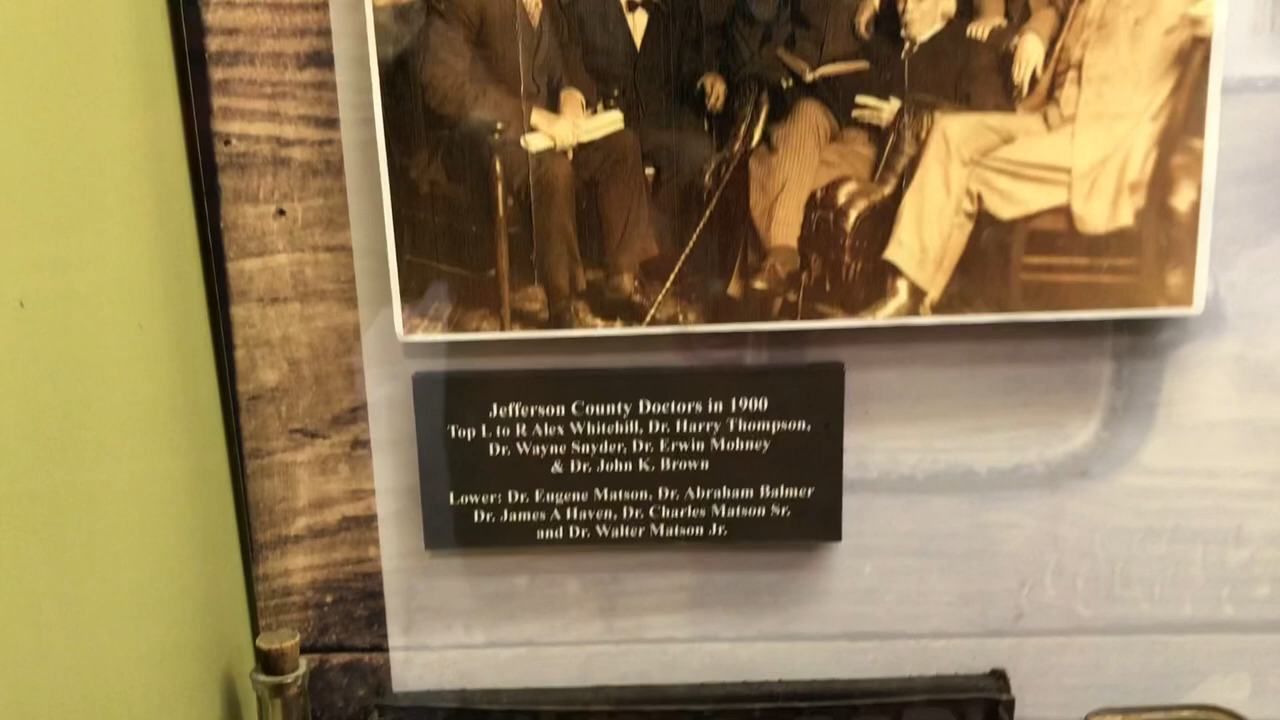 Jefferson County Doctors in 1900
Top L to R Alex Whitehill, Dr. Harry Thompson,
Dr. Wayne Snyder, Dr. Erwin Mohney
& Dr. John K. Brown
Lower: Dr. Eugene Matson, Dr. Abraham Balmer
Dr. James A Haven, Dr. Charles Matson Sr.
and Dr. Walter Matson Jr.